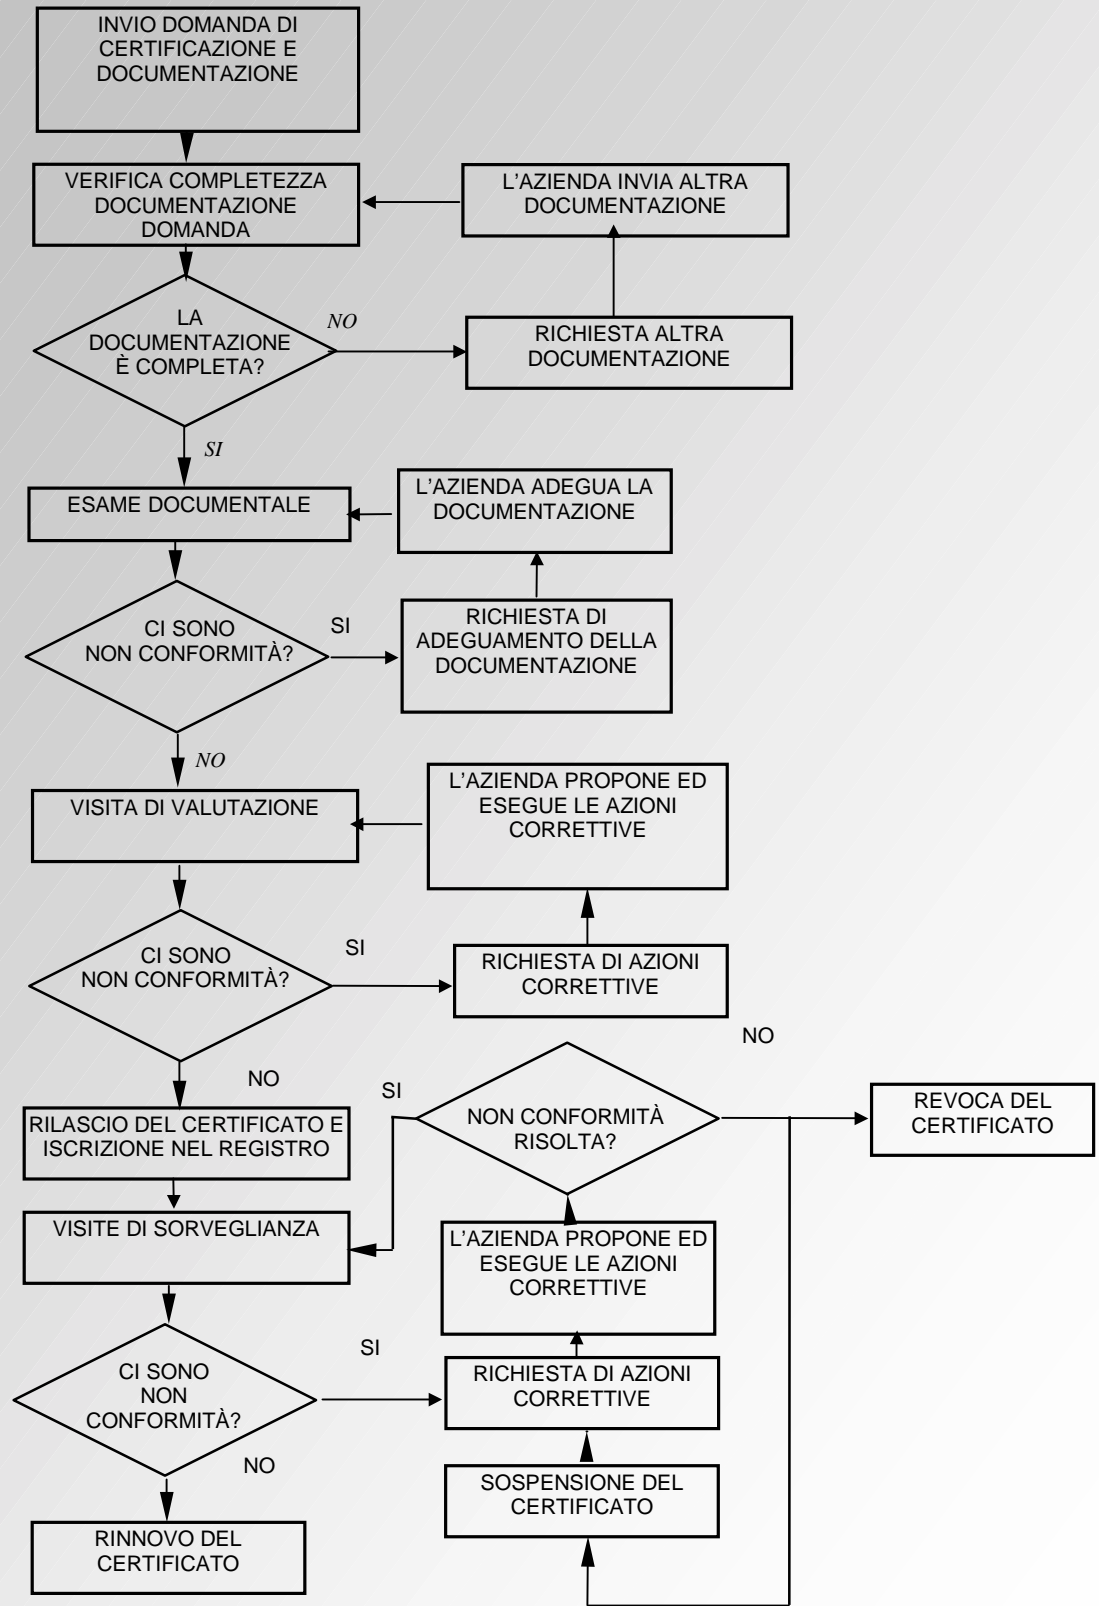 INVIO DOMANDA DI
CERTIFICAZIONE E
DOCUMENTAZIONE
VERIFICA COMPLETEZZA
DOCUMENTAZIONE
DOMANDA
L'AZIENDA INVIA ALTRA
DOCUMENTAZIONE
LA
DOCUMENTAZIONE
È COMPLETA?
NO
RICHIESTA ALTRA
DOCUMENTAZIONE
SI
ESAME DOCUMENTALE
L'AZIENDA ADEGUA LA
DOCUMENTAZIONE
CI SONO
NON CONFORMITÀ?
SI
RICHIESTA DI
ADEGUAMENTO DELLA
DOCUMENTAZIONE
NO
VISITA DI VALUTAZIONE
L'AZIENDA PROPONE ED
ESEGUE LE AZIONI
CORRETTIVE
CI SONO
NON CONFORMITÀ?
SI
RICHIESTA DI AZIONI
CORRETTIVE
NO
RILASCIO DEL CERTIFICATO E
ISCRIZIONE NEL REGISTRO
SI
NON CONFORMITÀ
RISOLTA?
NO
REVOCA DEL
CERTIFICATO
VISITE DI SORVEGLIANZA
L'AZIENDA PROPONE ED
ESEGUE LE AZIONI
CORRETTIVE
CI SONO
NON
CONFORMITÀ?
SI
RICHIESTA DI AZIONI
CORRETTIVE
NO
SOSPENSIONE DEL
CERTIFICATO
RINNOVO DEL
CERTIFICATO